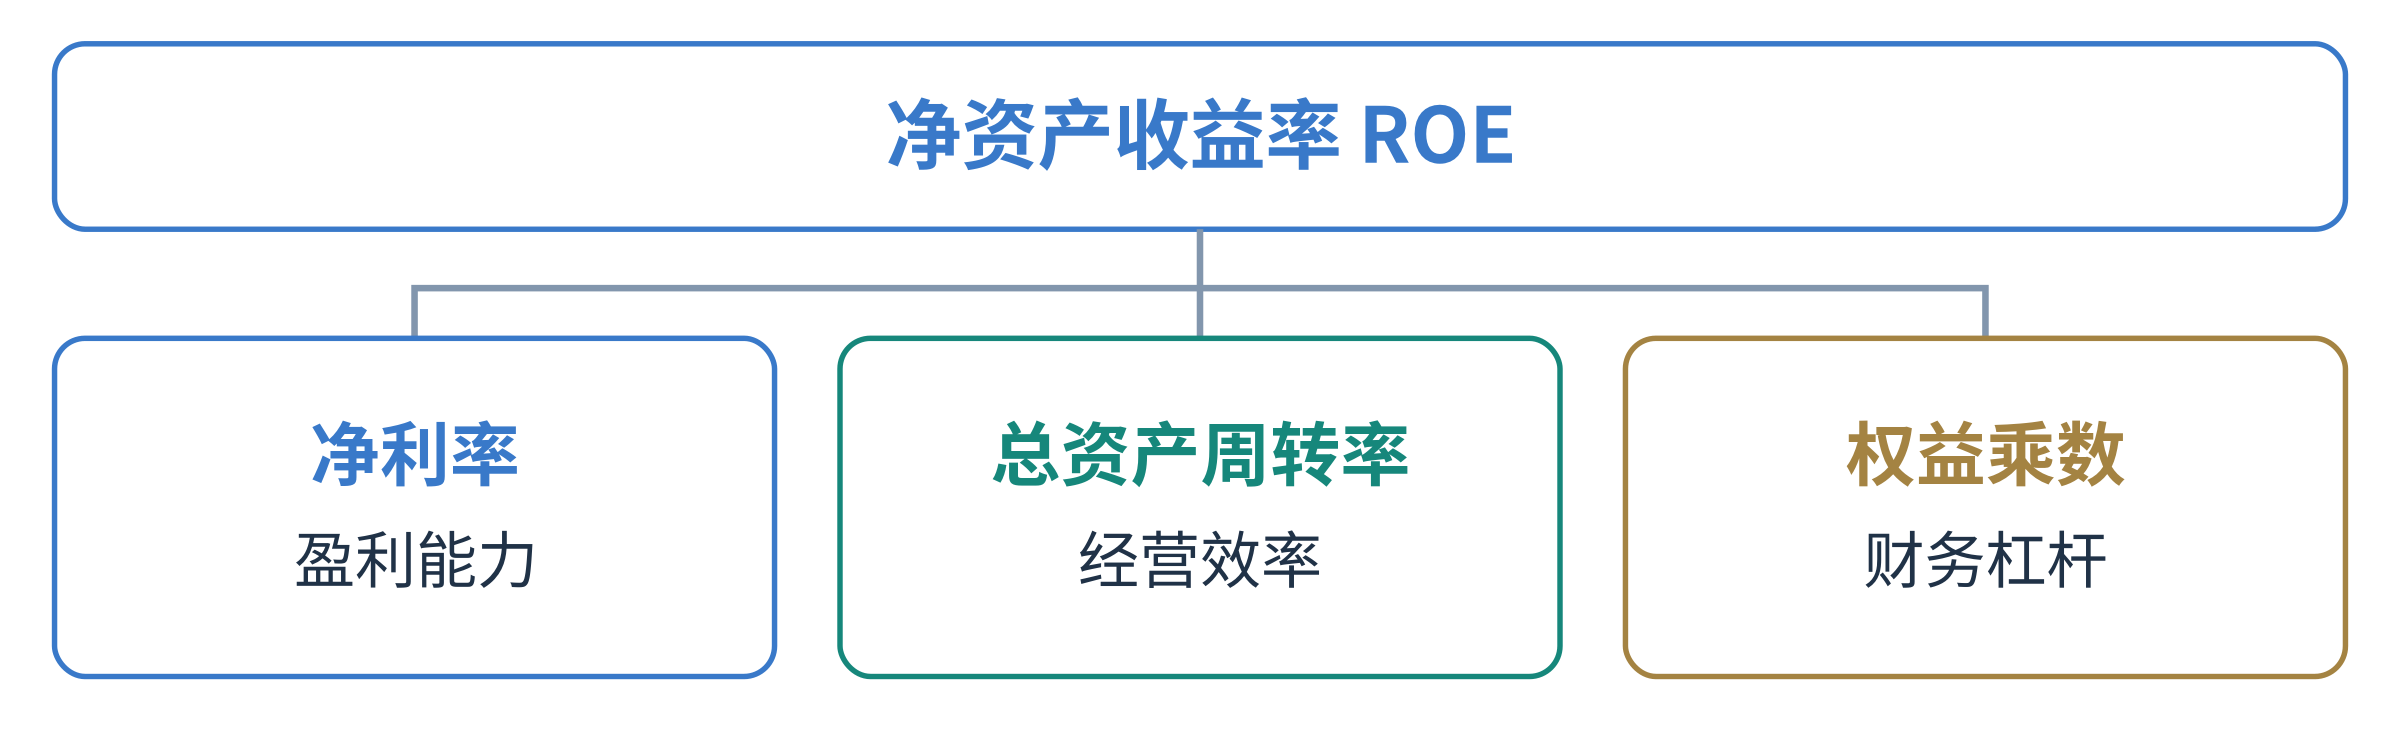 净资产收益率 ROE
净利率
盈利能力
总资产周转率
经营效率
权益乘数
财务杠杆